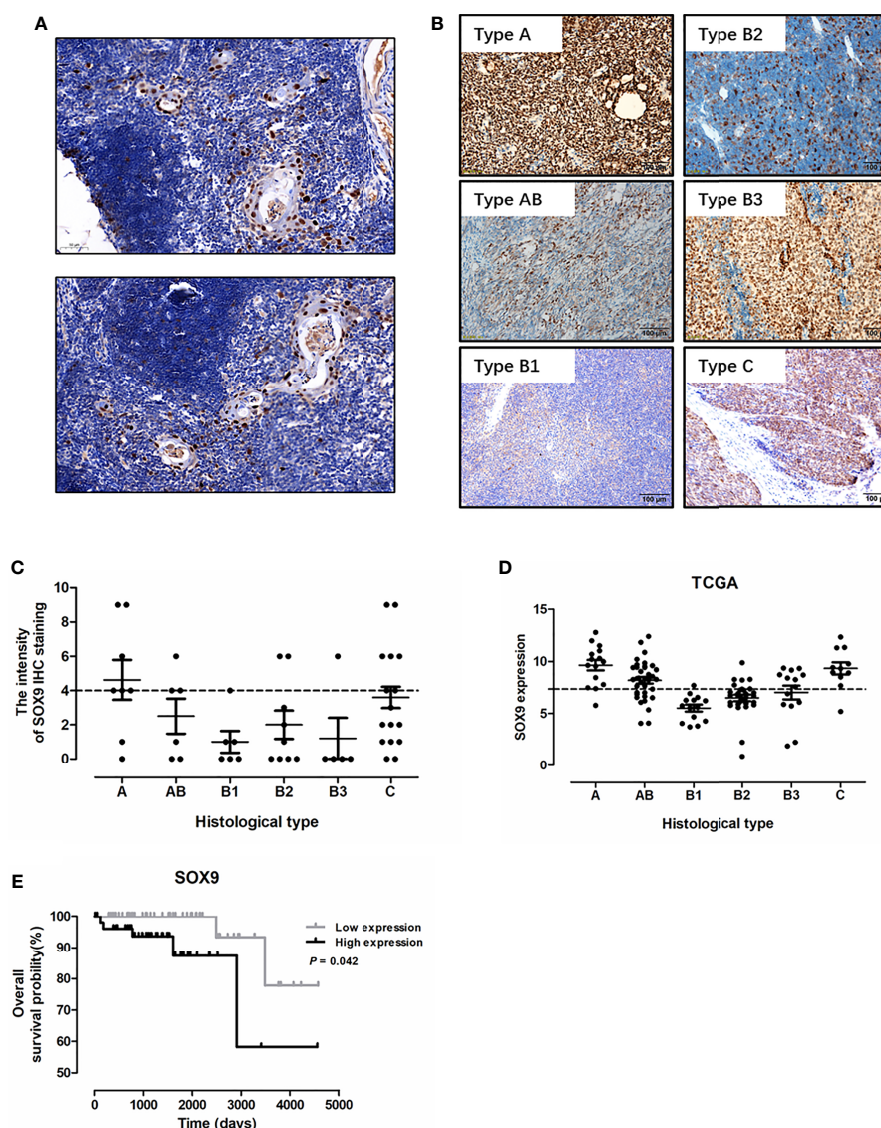 A
B
Type A
Type B2
100 µm
Type AB
Type B3
100 µm
100 µm
Type B1
Type C
100 µm
100 µm
C
The intensity
of SOX9 IHC staining
10
8
6
4
2
0
A AB B1 B2 B3 C
Histological type
D
TCGA
SOX9 expression
15
10
5
0
A AB B1 B2 B3 C
Histological type
E
SOX9
Overall
survival probility(%)
100
90
80
70
60
50
Low expression
High expression
P = 0.042
0 1000 2000 3000 4000 5000
Time (days)